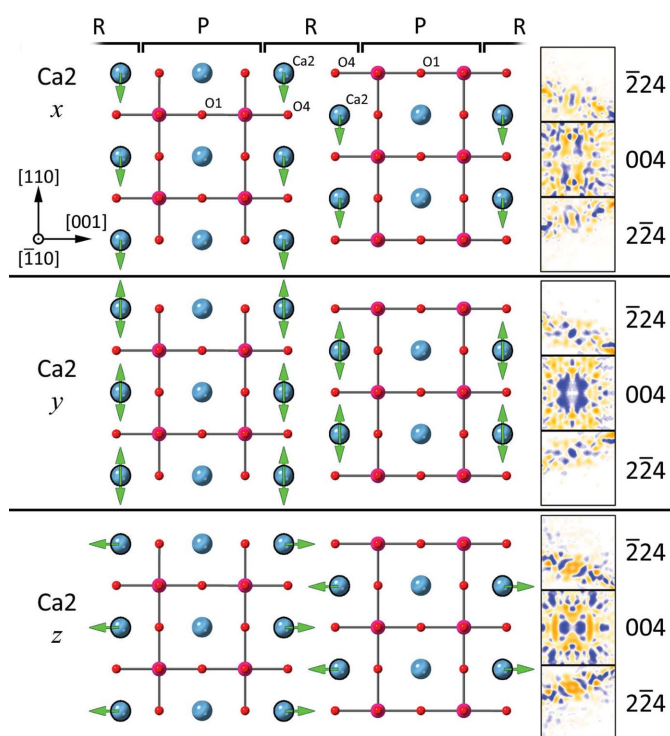 R P R P R
Ca2
x
Ca2
O1
O4
O4
O1
Ca2
[110]
[001]
[1̅10]
2̅24
004
22̅4
Ca2
y
2̅24
004
22̅4
Ca2
z
2̅24
004
22̅4